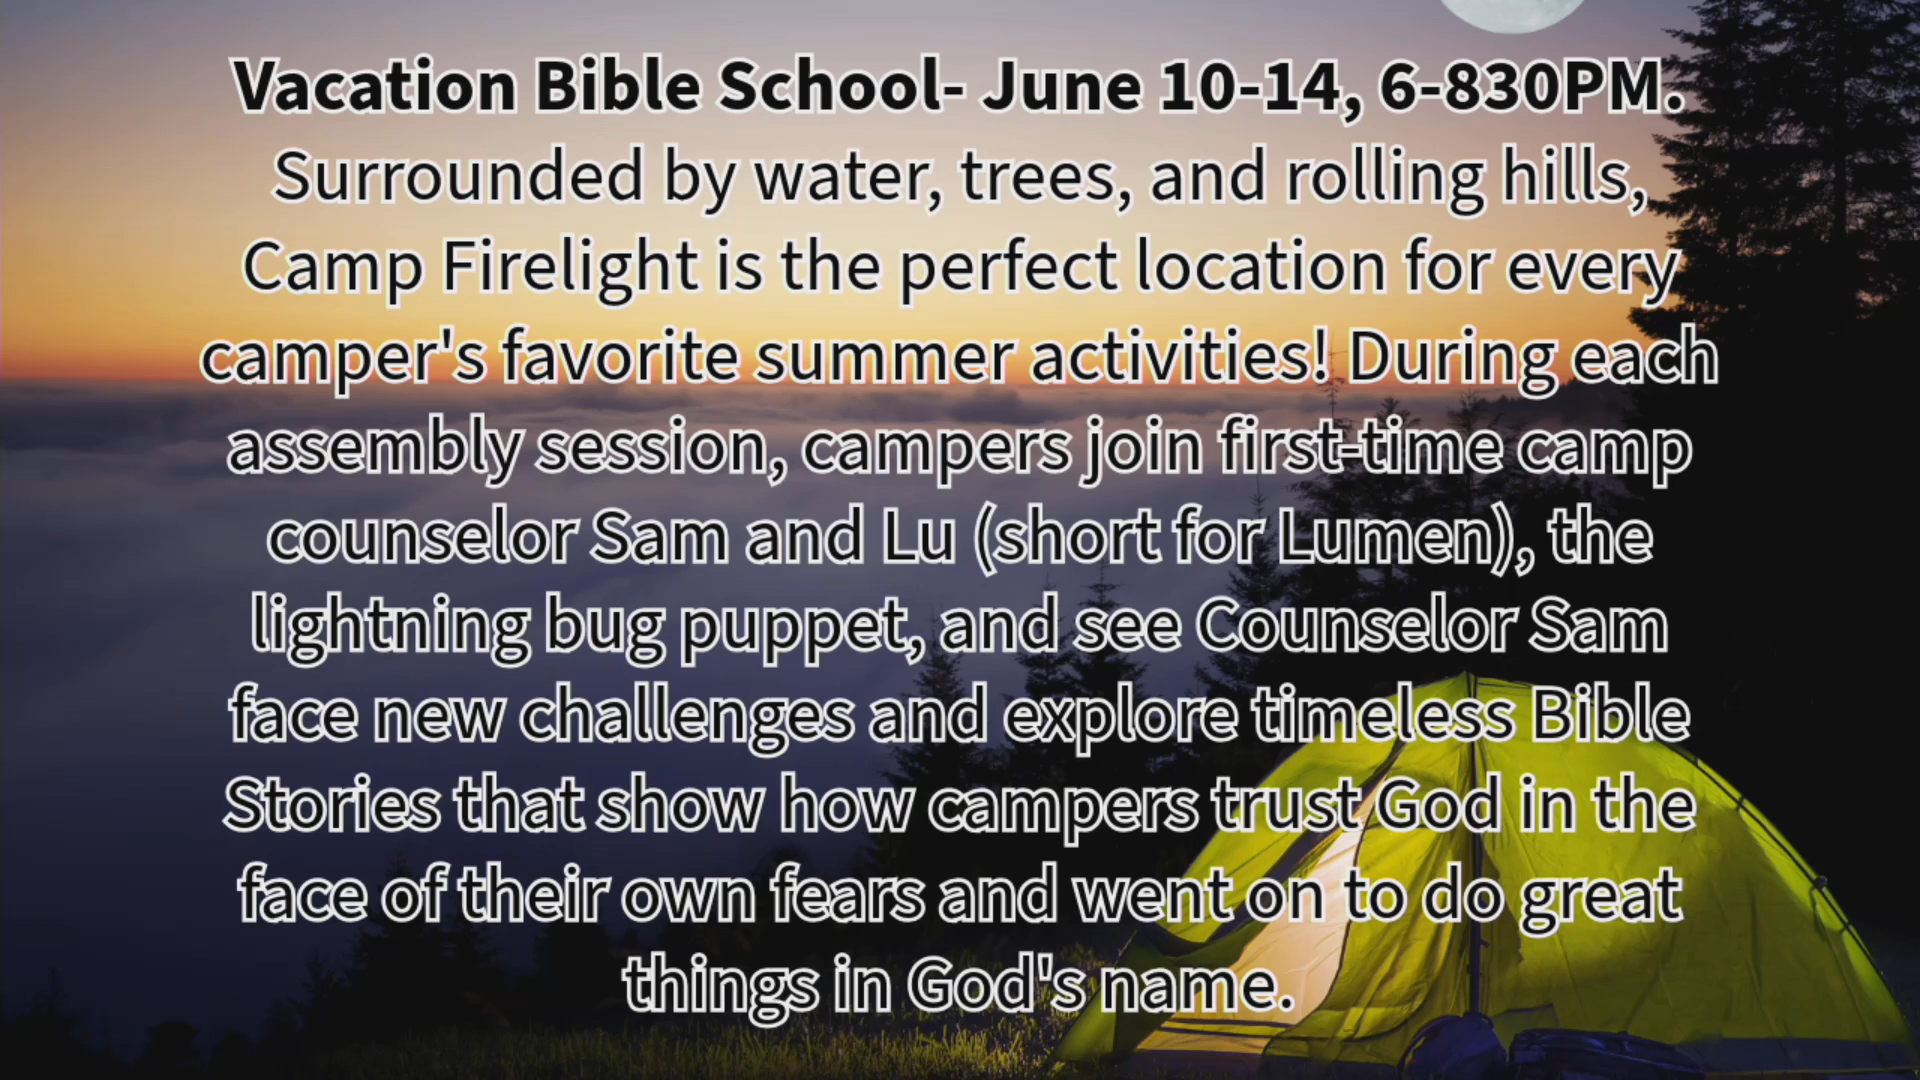 Vacation Bible School- June 10-14, 6-830PM.
Surrounded by water, trees, and rolling hills,
Camp Firelight is the perfect location for every
camper's favorite summer activities! During each
assembly session, campers join first-time camp
counselor Sam and Lu (short for Lumen), the
lightning bug puppet, and see Counselor Sam
face new challenges and explore timeless Bible
Stories that show how campers trust God in the
face of their own fears and went on to do great
things in God's name.